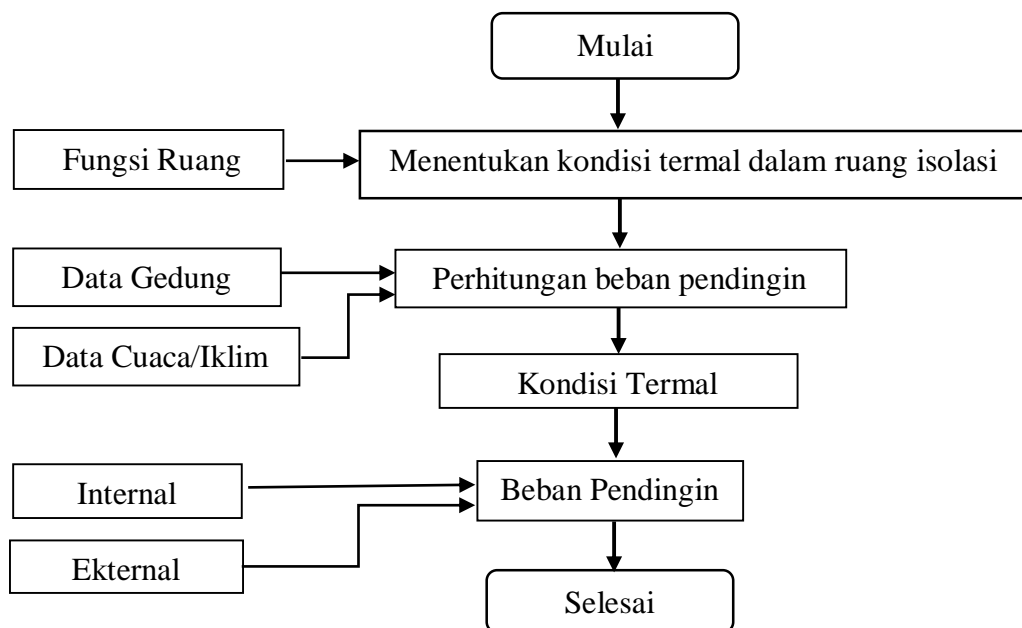 Mulai
Fungsi Ruang
Menentukan kondisi termal dalam ruang isolasi
Data Gedung
Perhitungan beban pendingin
Data Cuaca/Iklim
Kondisi Termal
Internal
Beban Pendingin
Ekternal
Selesai